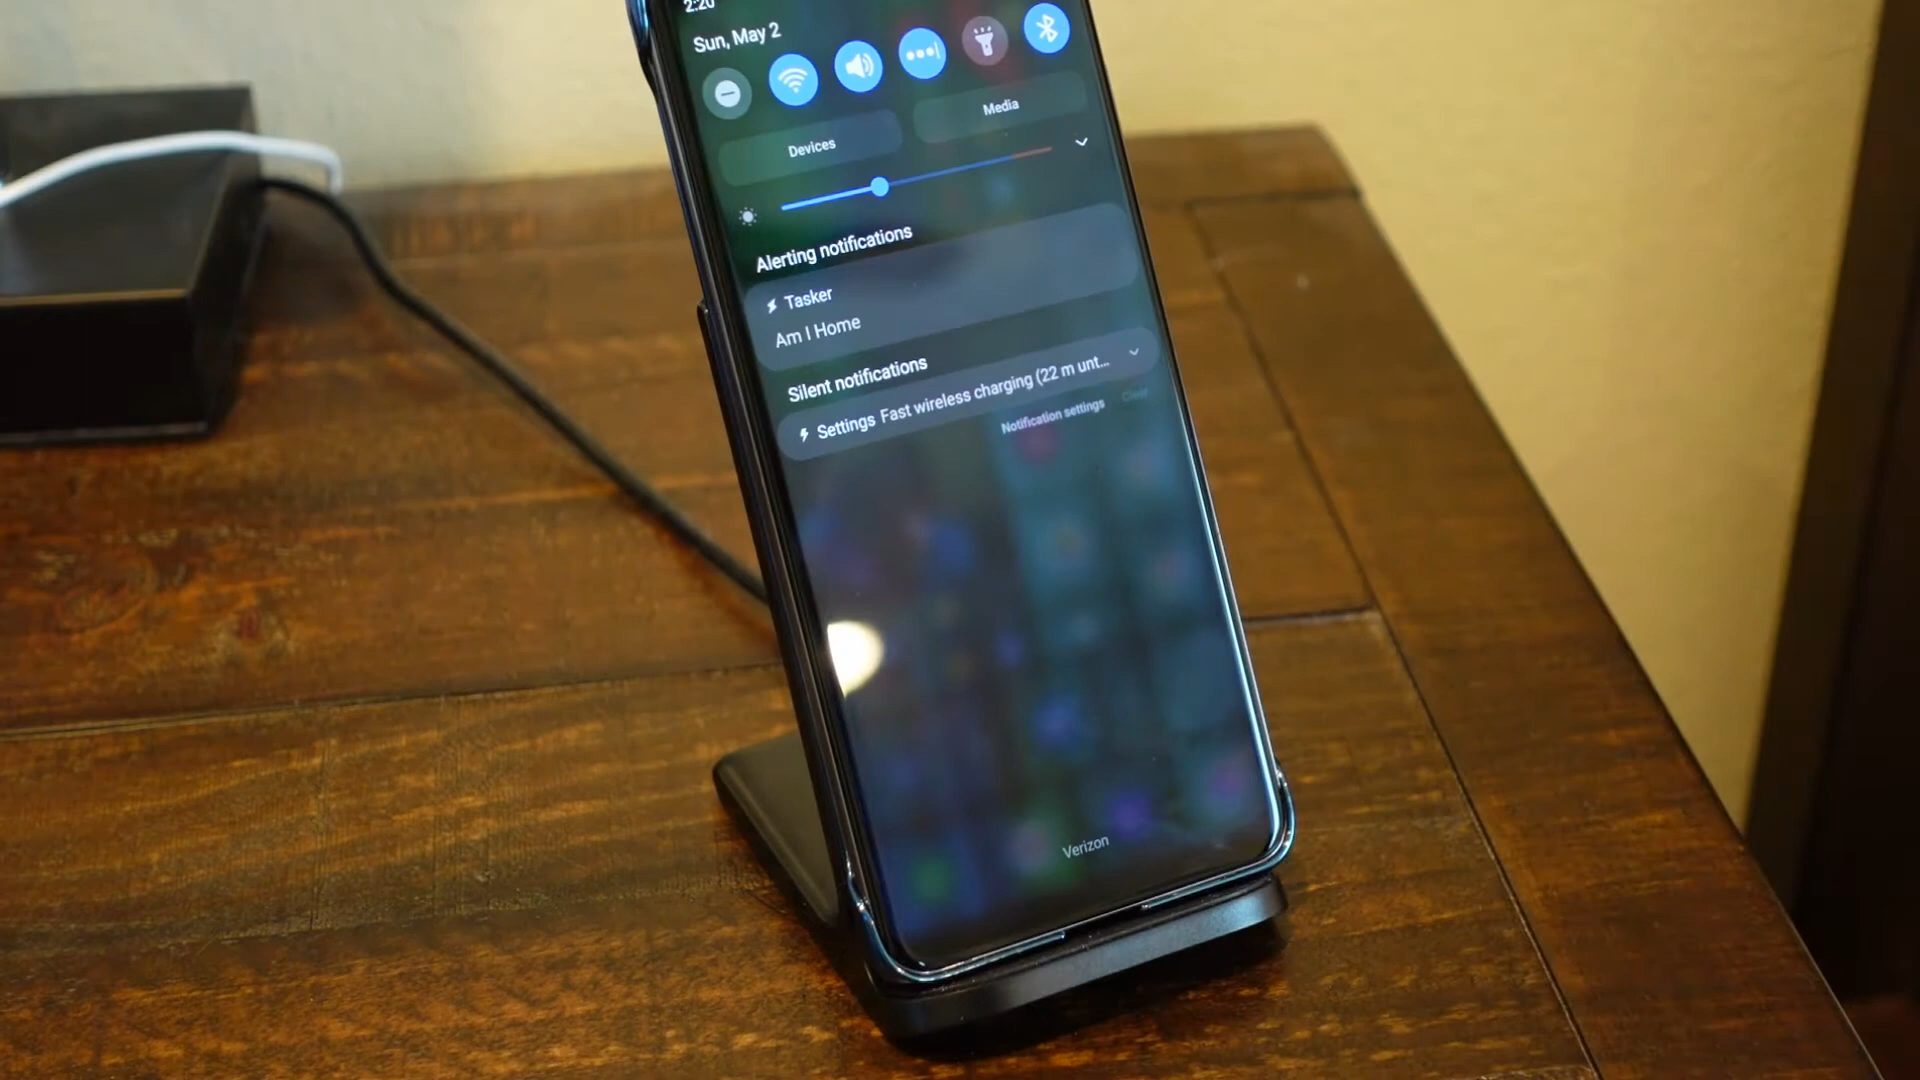 2:20
Sun, May 2
Devices
Media
Alerting notifications
Tasker
Am I Home
Silent notifications
Settings Fast wireless charging (22 m unt...
Notification settings
Clear
Verizon